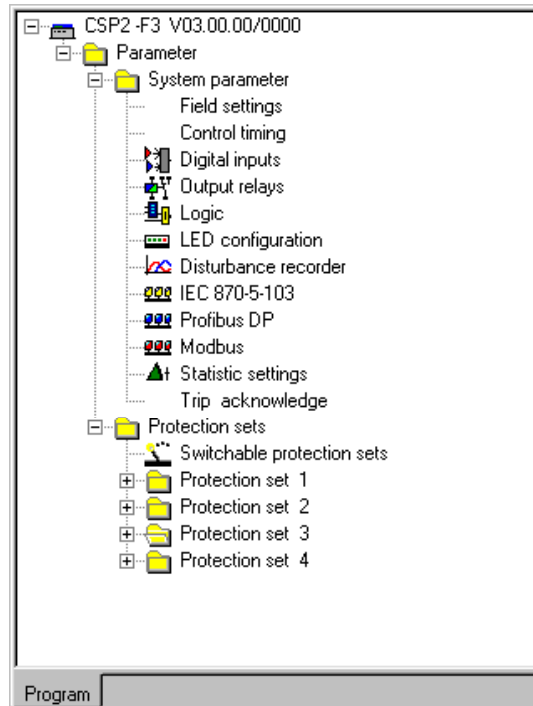 CSP2 -F3 V03.00.00/0000
Parameter
System parameter
Field settings
Control timing
Digital inputs
Output relays
Logic
LED configuration
Disturbance recorder
IEC 870-5-103
Profibus DP
Modbus
Statistic settings
Trip acknowledge
Protection sets
Switchable protection sets
Protection set 1
Protection set 2
Protection set 3
Protection set 4
Program